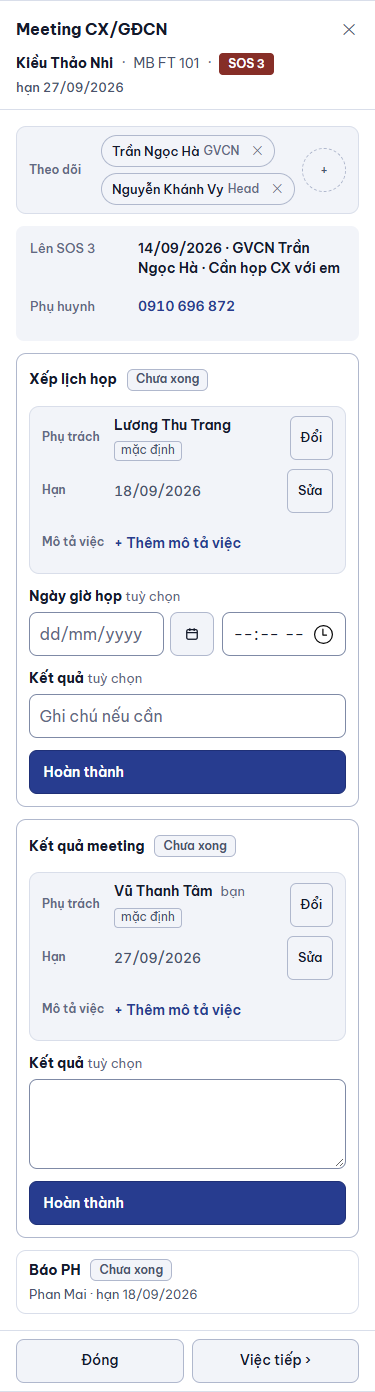 Meeting CX/GĐCN
Kiều Thảo Nhi · MB FT 101 · SOS 3
hạn 27/09/2026
Theo dõi
Trần Ngọc Hà GVCN ×
Nguyễn Khánh Vy Head ×
+
Lên SOS 3
14/09/2026 · GVCN Trần
Ngọc Hà · Cần họp CX với em
Phụ huynh
0910 696 872
Xếp lịch họp Chưa xong
Phụ trách
Lương Thu Trang
mặc định
Đổi
Hạn
18/09/2026
Sửa
Mô tả việc
+ Thêm mô tả việc
Ngày giờ họp tuỳ chọn
dd/mm/yyyy
--:-- --
Kết quả tuỳ chọn
Ghi chú nếu cần
Hoàn thành
Kết quả meeting Chưa xong
Phụ trách
Vũ Thanh Tâm bạn
mặc định
Đổi
Hạn
27/09/2026
Sửa
Mô tả việc
+ Thêm mô tả việc
Kết quả tuỳ chọn
Hoàn thành
Báo PH Chưa xong
Phan Mai · hạn 18/09/2026
Đóng
Việc tiếp ›